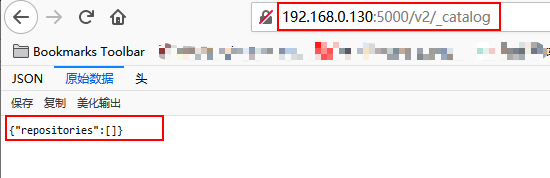 192.168.0.130:5000/v2/_catalog
Bookmarks Toolbar
JSON 原始数据 头
保存 复制 美化输出
{"repositories":[]}